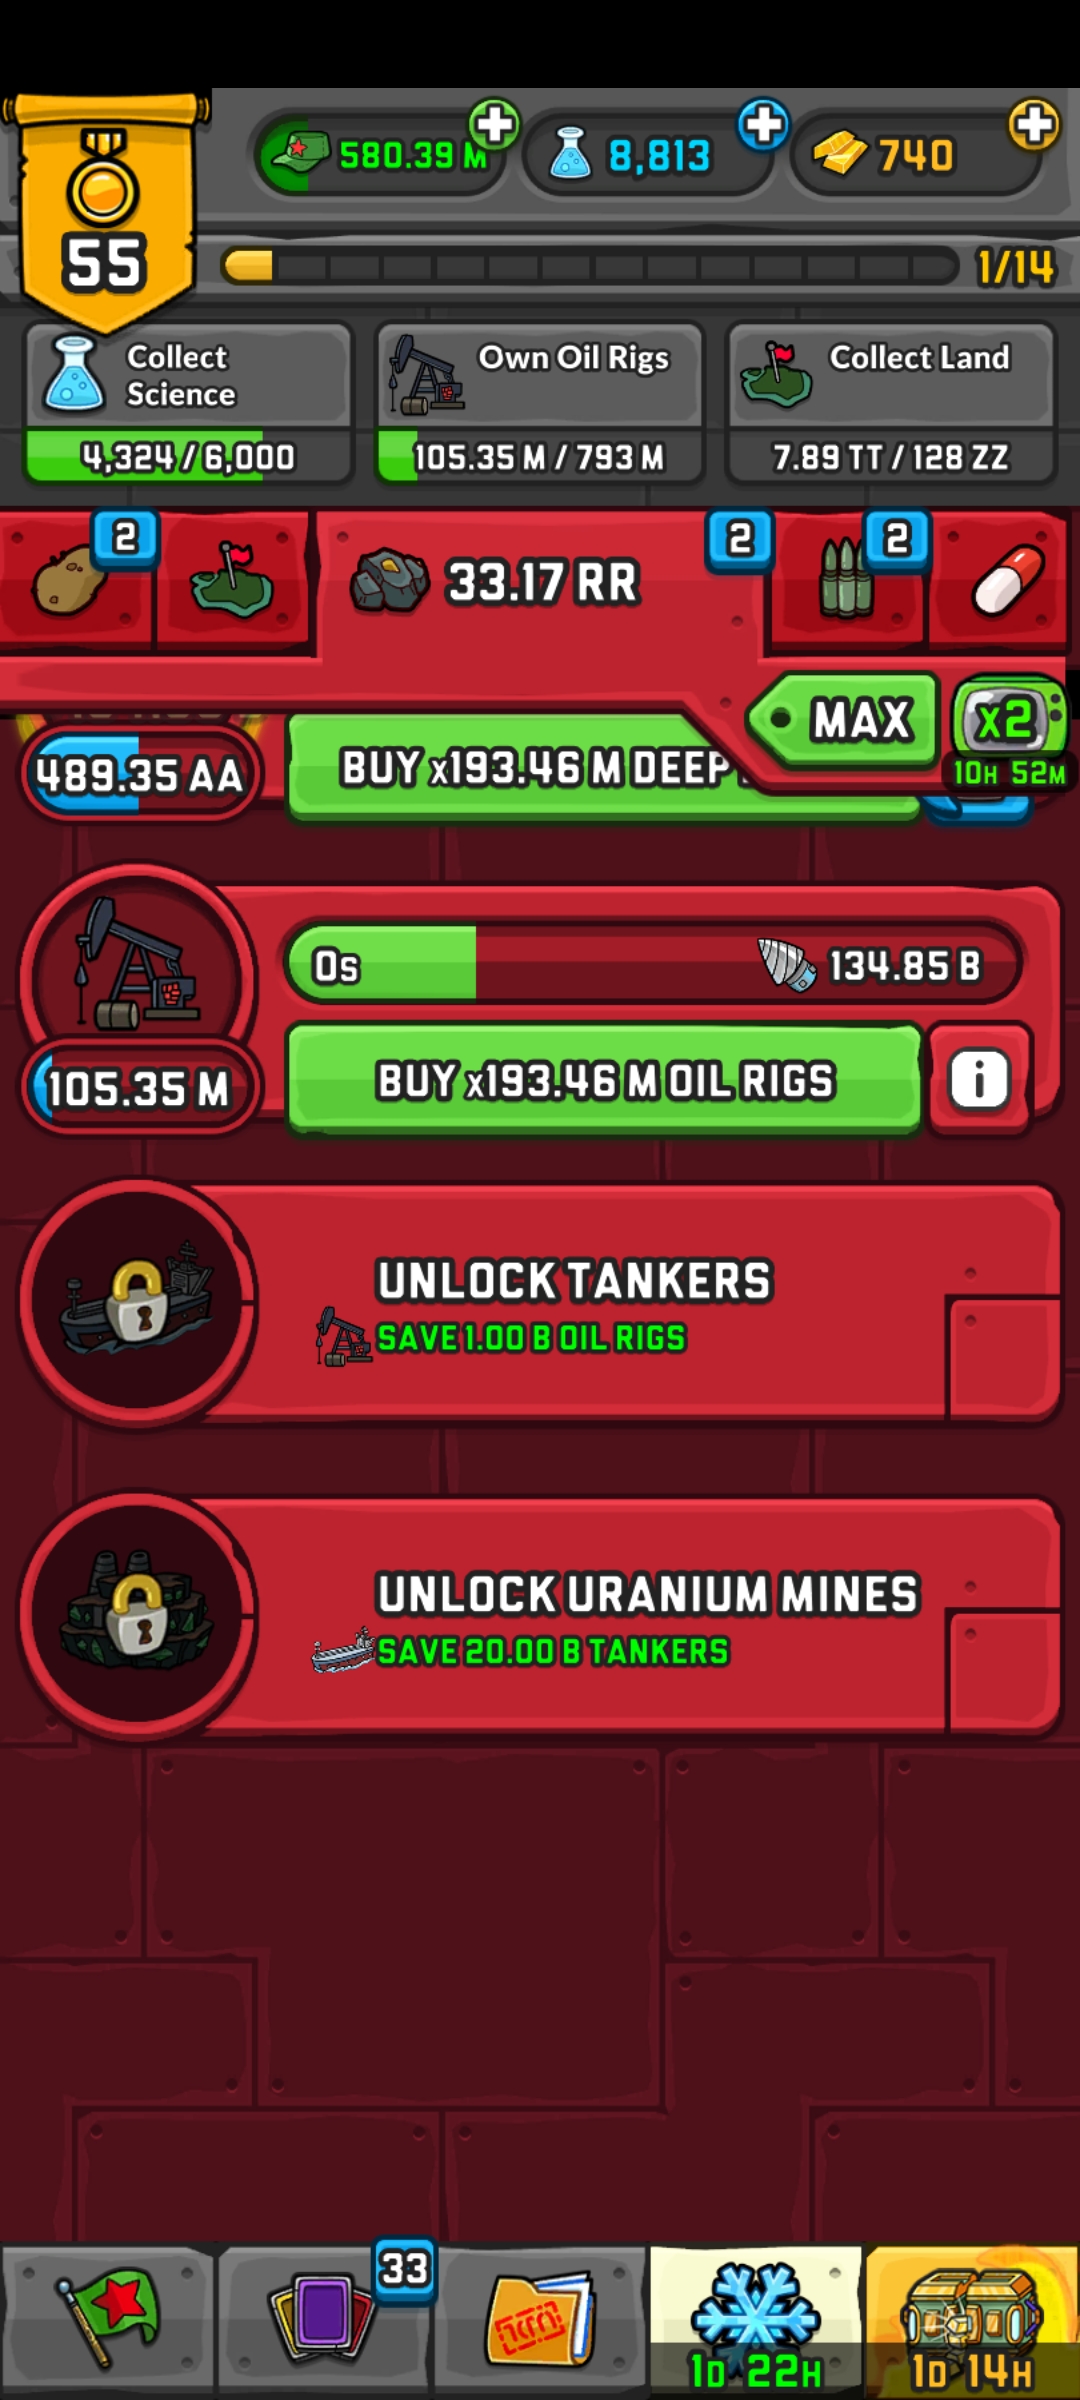 55
580.39 M
8,813
740
1/14
Collect
Science
4,324 / 6,000
Own Oil Rigs
105.35 M / 793 M
Collect Land
7.89 TT / 128 ZZ
2
33.17 RR
2
2
MAX
x2
10H 52M
489.35 AA
BUY x193.46 M DEEP
0s
134.85 B
105.35 M
BUY x193.46 M OIL RIGS
i
UNLOCK TANKERS
SAVE 1.00 B OIL RIGS
UNLOCK URANIUM MINES
SAVE 20.00 B TANKERS
33
1D 22H
1D 14H